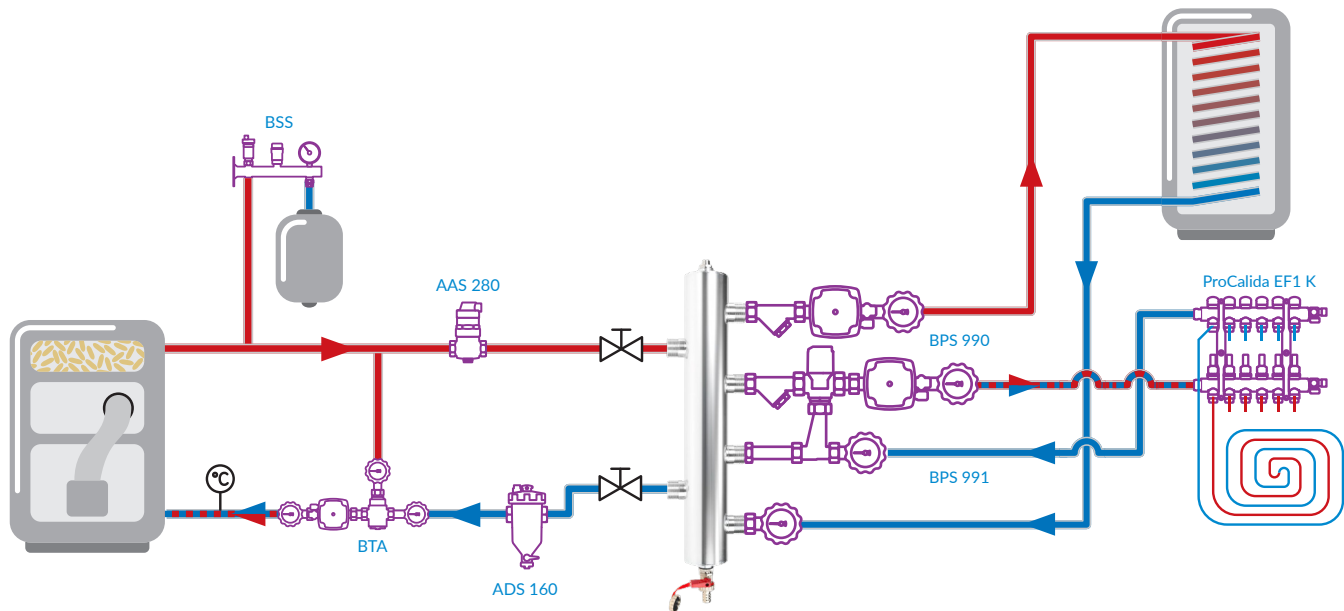 BSS
AAS 280
ProCalida EF1 K
BPS 990
°C
BPS 991
BTA
ADS 160